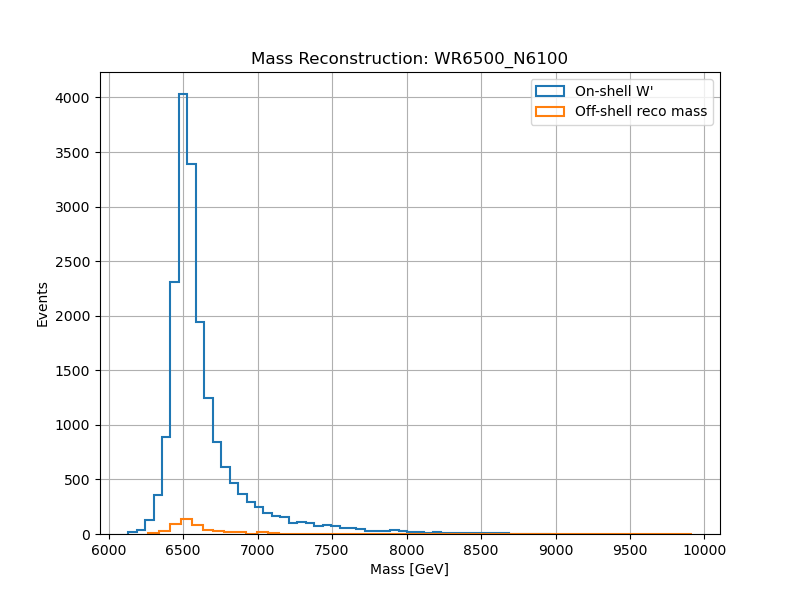 Mass Reconstruction: WR6500_N6100
On-shell W'
Off-shell reco mass
Events
4000
3500
3000
2500
2000
1500
1000
500
0
6000 6500 7000 7500 8000 8500 9000 9500 10000
Mass [GeV]